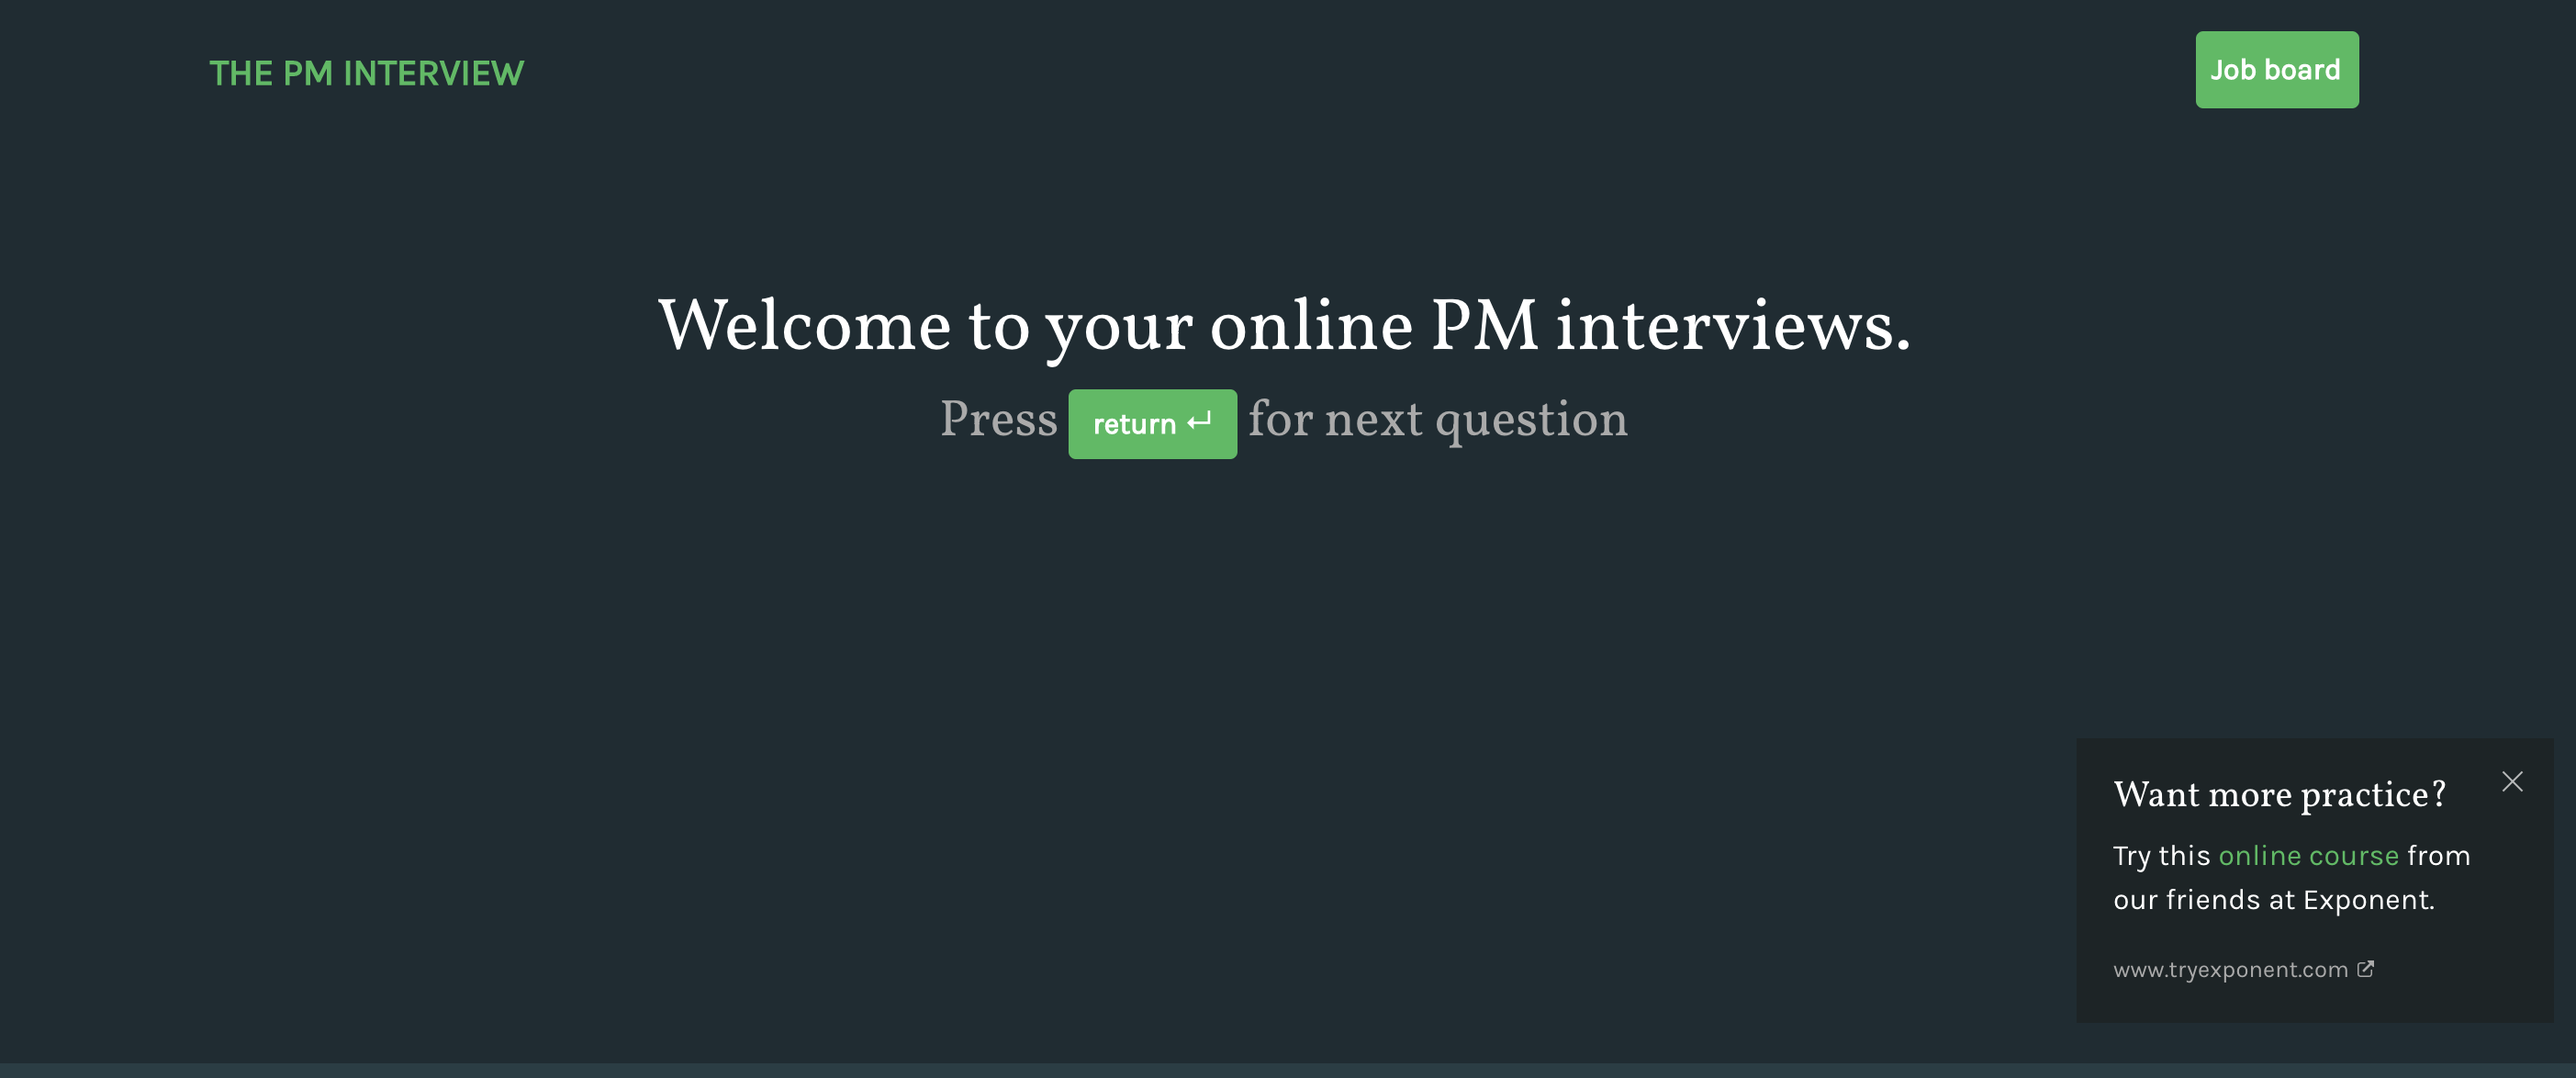 THE PM INTERVIEW
Job board
Welcome to your online PM interviews.
Press return for next question
Want more practice?
Try this online course from
our friends at Exponent.
www.tryexponent.com